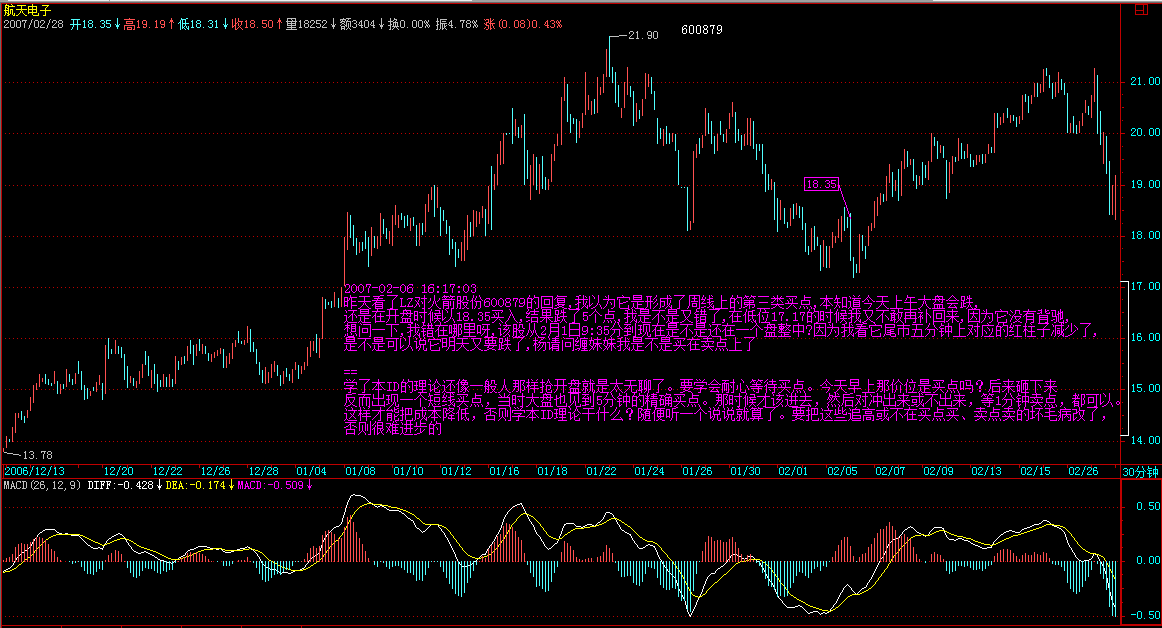 航天电子
2007/02/28 开18.35↓高19.19↑低18.31↓收18.50↑量18252↓额3404↓换0.00% 振4.78% 涨(0.08)0.43%
21.90
600879
21.00
20.00
18.35
19.00
18.00
2007-02-06 16:17:03
17.00
昨天看了LZ对火箭股份600879的回复,我以为它是形成了周线上的第三类买点,本知道今天上午大盘会跌,
还是在开盘时候以18.35买入,结果跌了5个点,我是不是又错了,在低位17.17的时候我又不敢再补回来,因为它没有背驰,
想问一下,我错在哪里呀,该股从2月1日9:35分到现在是不是还在一个盘整中?因为我看它尾市五分钟上对应的红柱子减少了,
16.00
是不是可以说它明天又要跌了,杨请问缠妹妹我是不是买在卖点上了
==
学了本ID的理论还像一般人那样抢开盘就是太无聊了。要学会耐心等待买点。今天早上那价位是买点吗?后来砸下来
15.00
反而出现一个短线买点,当时大盘也见到5分钟的精确买点。那时候才该进去,然后对冲出来或不出来,等1分钟卖点,都可以。
这样才能把成本降低,否则学本ID理论干什么?随便听一个说说就算了。要把这些追高或不在买点买、卖点卖的坏毛病改了,
否则很难进步的
14.00
13.78
2006/12/13 12/20 12/22 12/26 12/28 01/04 01/08 01/10 01/12 01/16 01/18 01/22 01/24 01/26 01/30 02/01 02/05 02/07 02/09 02/13 02/15 02/26 30分钟
MACD(26,12,9) DIFF:-0.428↓DEA:-0.174↓MACD:-0.509↓
0.50
0.00
-0.50